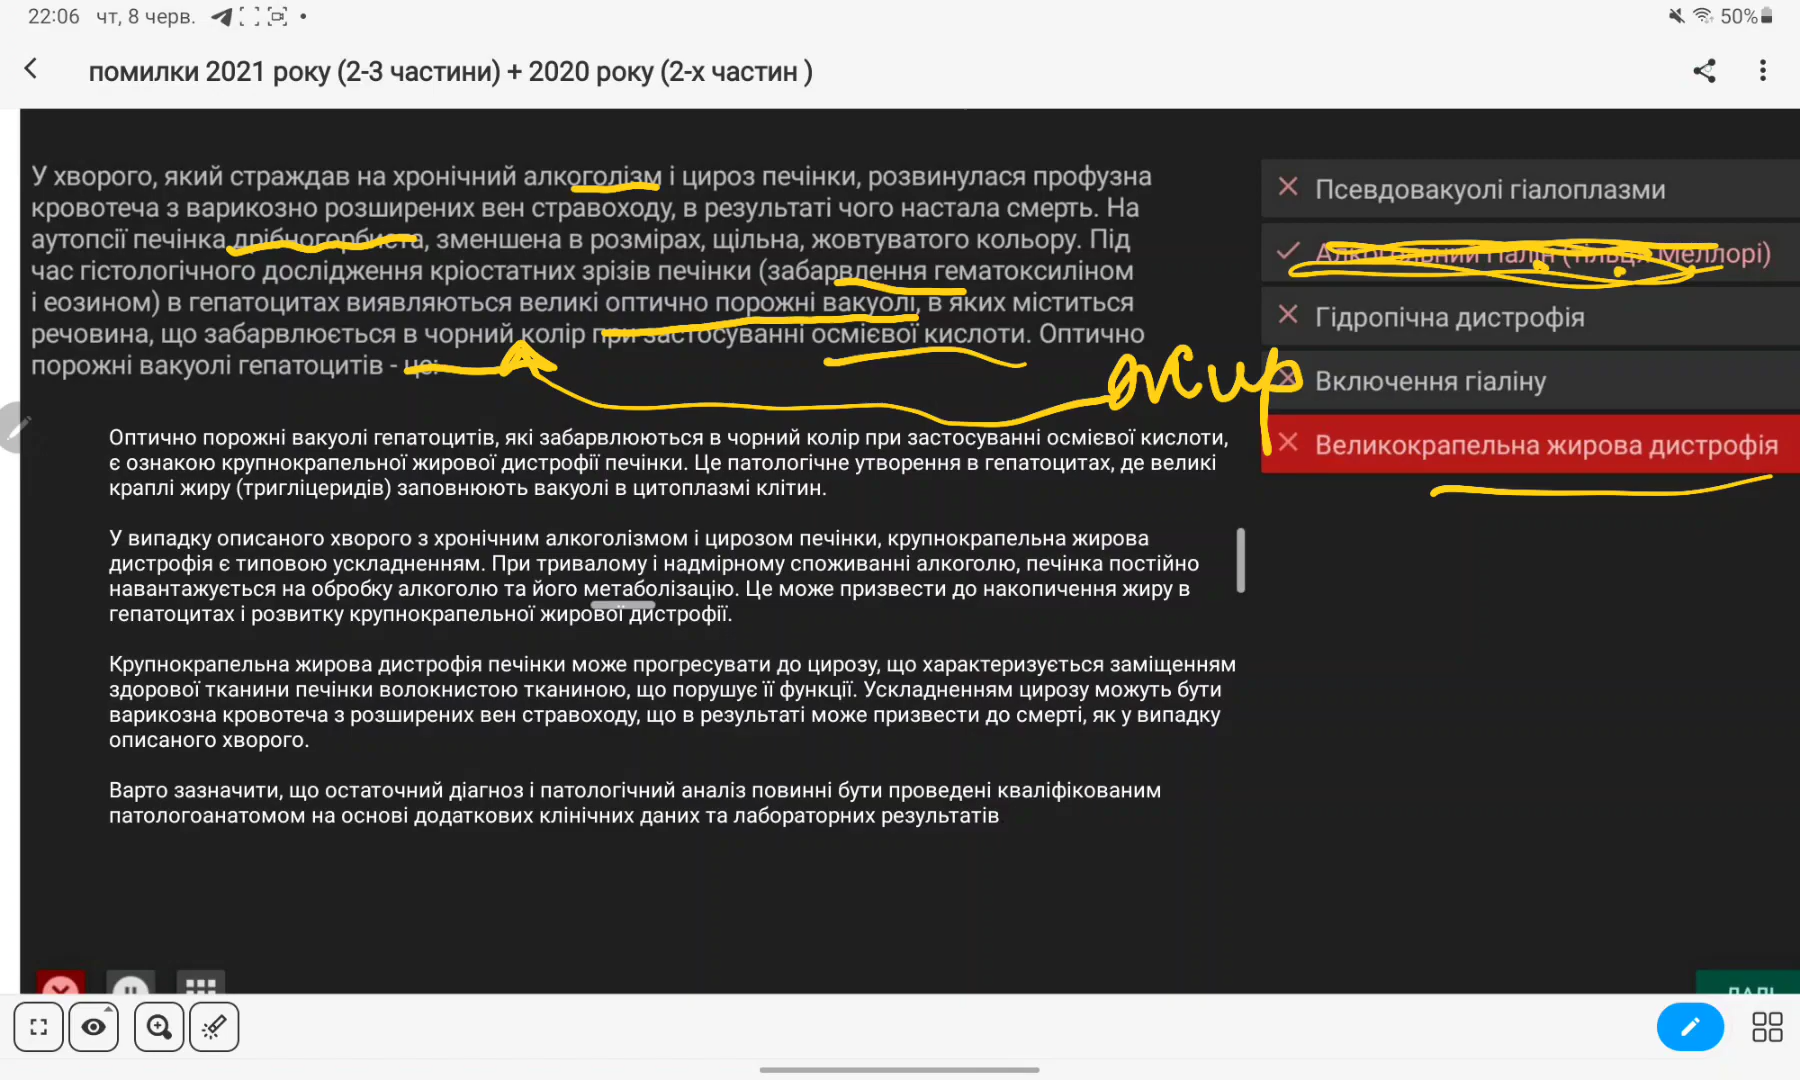 22:06 чт, 8 черв.
50%
помилки 2021 року (2-3 частини) + 2020 року (2-х частин )
У хворого, який страждав на хронічний алкоголізм і цироз печінки, розвинулася профузна
кровотеча з варикозно розширених вен стравоходу, в результаті чого настала смерть. На
аутопсії печінка дрібногорбиста, зменшена в розмірах, щільна, жовтуватого кольору. Під
час гістологічного дослідження кріостатних зрізів печінки (забарвлення гематоксиліном
і еозином) в гепатоцитах виявляються великі оптично порожні вакуолі, в яких міститься
речовина, що забарвлюється в чорний колір при застосуванні осмієвої кислоти. Оптично
порожні вакуолі гепатоцитів - це:
Псевдовакуолі гіалоплазми
Алкогольний гіалін (тільця Меллорі)
Гідропічна дистрофія
Включення гіаліну
Великокрапельна жирова дистрофія
жир
Оптично порожні вакуолі гепатоцитів, які забарвлюються в чорний колір при застосуванні осмієвої кислоти,
є ознакою крупнокрапельної жирової дистрофії печінки. Це патологічне утворення в гепатоцитах, де великі
краплі жиру (тригліцеридів) заповнюють вакуолі в цитоплазмі клітин.
У випадку описаного хворого з хронічним алкоголізмом і цирозом печінки, крупнокрапельна жирова
дистрофія є типовою ускладненням. При тривалому і надмірному споживанні алкоголю, печінка постійно
навантажується на обробку алкоголю та його метаболізацію. Це може призвести до накопичення жиру в
гепатоцитах і розвитку крупнокрапельної жирової дистрофії.
Крупнокрапельна жирова дистрофія печінки може прогресувати до цирозу, що характеризується заміщенням
здорової тканини печінки волокнистою тканиною, що порушує її функції. Ускладненням цирозу можуть бути
варикозна кровотеча з розширених вен стравоходу, що в результаті може призвести до смерті, як у випадку
описаного хворого.
Варто зазначити, що остаточний діагноз і патологічний аналіз повинні бути проведені кваліфікованим
патологоанатомом на основі додаткових клінічних даних та лабораторних результатів